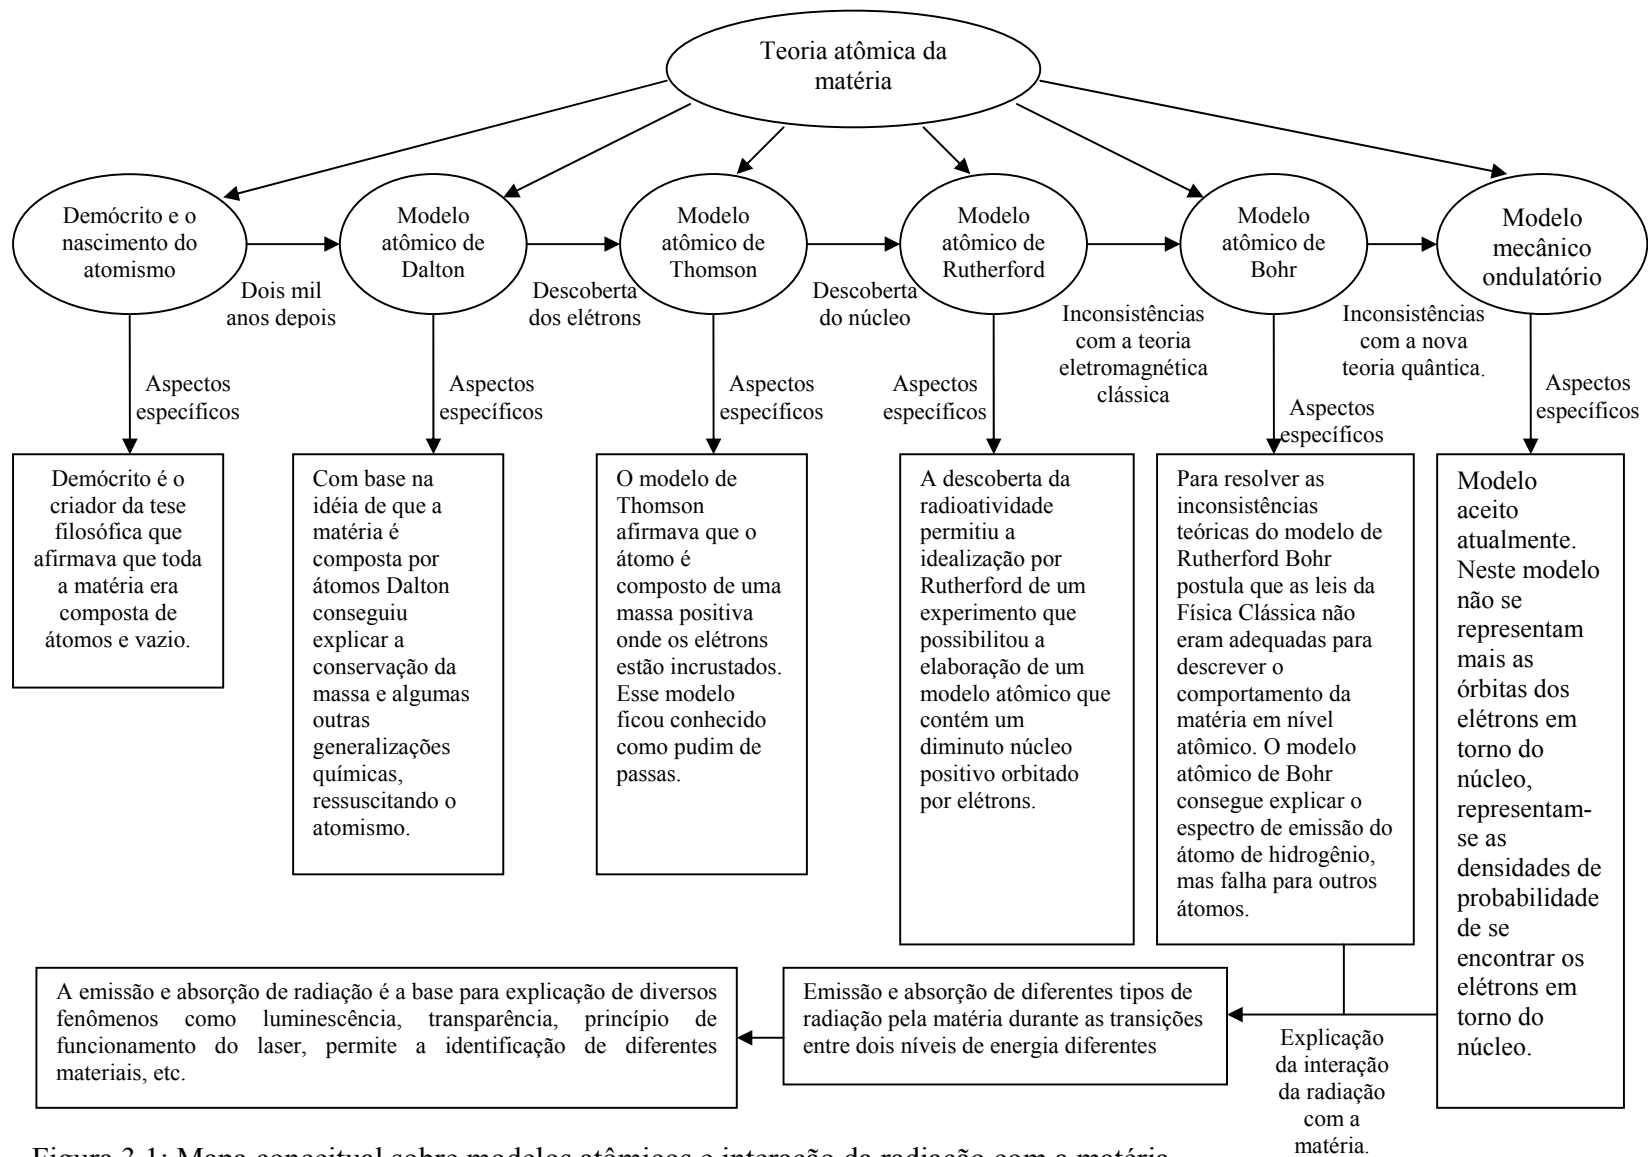 Teoria atômica da
matéria
Demócrito e o
nascimento do
atomismo
Modelo
atômico de
Dalton
Modelo
atômico de
Thomson
Modelo
atômico de
Rutherford
Modelo
atômico de
Bohr
Modelo
mecânico
ondulatório
Dois mil
anos depois
Descoberta
dos elétrons
Descoberta
do núcleo
Inconsistências
com a teoria
eletromagnética
clássica
Inconsistências
com a nova
teoria quântica.
Aspectos
específicos
Aspectos
específicos
Aspectos
específicos
Aspectos
específicos
Aspectos
específicos
Aspectos
específicos
Demócrito é o
criador da tese
filosófica que
afirmava que toda
a matéria era
composta de
átomos e vazio.
Com base na
idéia de que a
matéria é
composta por
átomos Dalton
conseguiu
explicar a
conservação da
massa e algumas
outras
generalizações
químicas,
ressuscitando o
atomismo.
O modelo de
Thomson
afirmava que o
átomo é
composto de uma
massa positiva
onde os elétrons
estão incrustados.
Esse modelo
ficou conhecido
como pudim de
passas.
A descoberta da
radioatividade
permitiu a
idealização por
Rutherford de um
experimento que
possibilitou a
elaboração de um
modelo atômico que
contém um
diminuto núcleo
positivo orbitado
por elétrons.
Para resolver as
inconsistências
teóricas do modelo de
Rutherford Bohr
postula que as leis da
Física Clássica não
eram adequadas para
descrever o
comportamento da
matéria em nível
atômico. O modelo
atômico de Bohr
consegue explicar o
espectro de emissão do
átomo de hidrogênio,
mas falha para outros
átomos.
Modelo
aceito
atualmente.
Neste modelo
não se
representam
mais as
órbitas dos
elétrons em
torno do
núcleo,
representam-
se as
densidades de
probabilidade
de se
encontrar os
elétrons em
torno do
núcleo.
Explicação
da interação
da radiação
com a
matéria.
Emissão e absorção de diferentes tipos de
radiação pela matéria durante as transições
entre dois níveis de energia diferentes
A emissão e absorção de radiação é a base para explicação de diversos
fenômenos como luminescência, transparência, princípio de
funcionamento do laser, permite a identificação de diferentes
materiais, etc.
Figura 3.1: Mapa conceitual sobre modelos atômicos e interação da radiação com a matéria